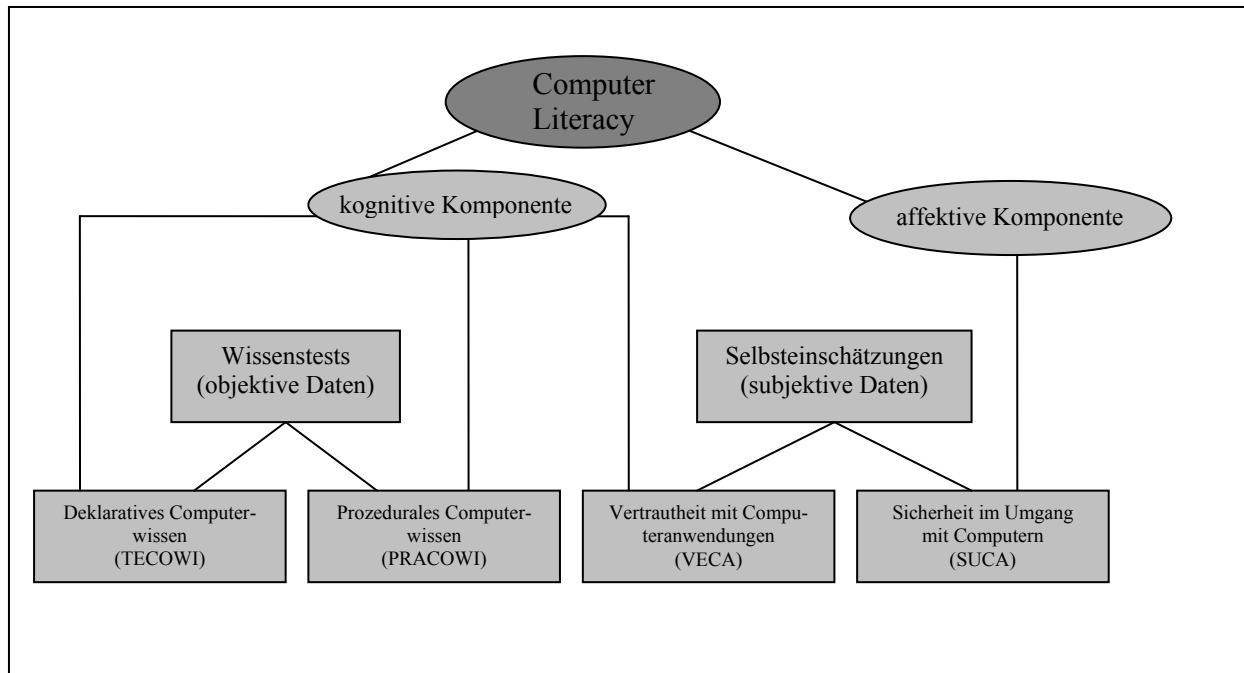 Computer
Literacy
kognitive Komponente
affektive Komponente
Wissenstests
(objektive Daten)
Selbsteinschätzungen
(subjektive Daten)
Deklaratives Computer-
wissen
(TECOWI)
Prozedurales Computer-
wissen
(PRACOWI)
Vertrautheit mit Compu-
teranwendungen
(VECA)
Sicherheit im Umgang
mit Computern
(SUCA)